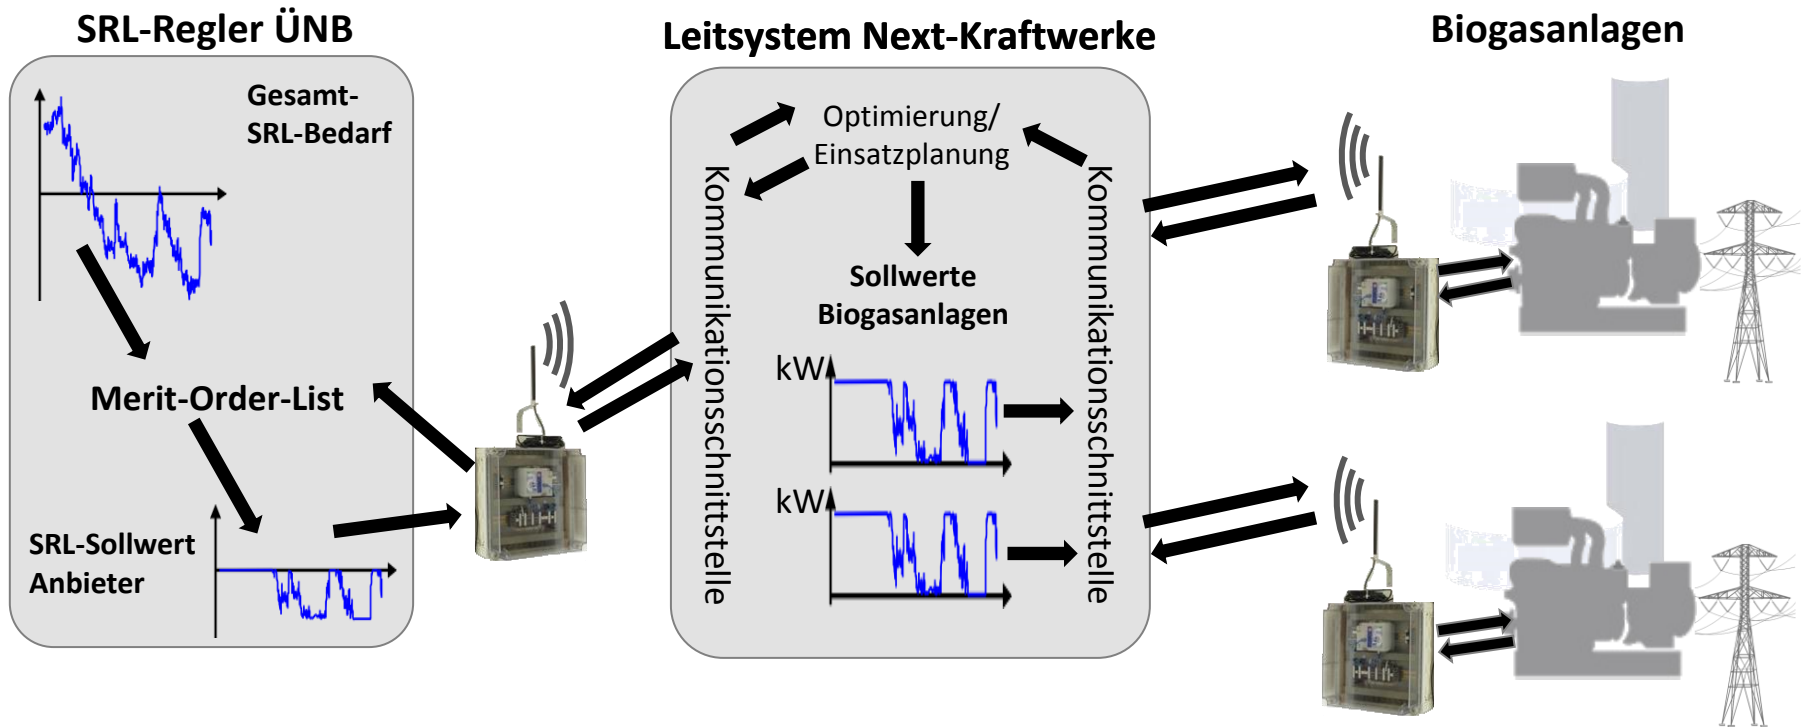 SRL-Regler ÜNB
Gesamt-
SRL-Bedarf
Merit-Order-List
SRL-Sollwert
Anbieter
Leitsystem Next-Kraftwerke
Optimierung/
Einsatzplanung
Kommunikationsschnittstelle
Sollwerte
Biogasanlagen
kW
kW
Kommunikationsschnittstelle
Biogasanlagen